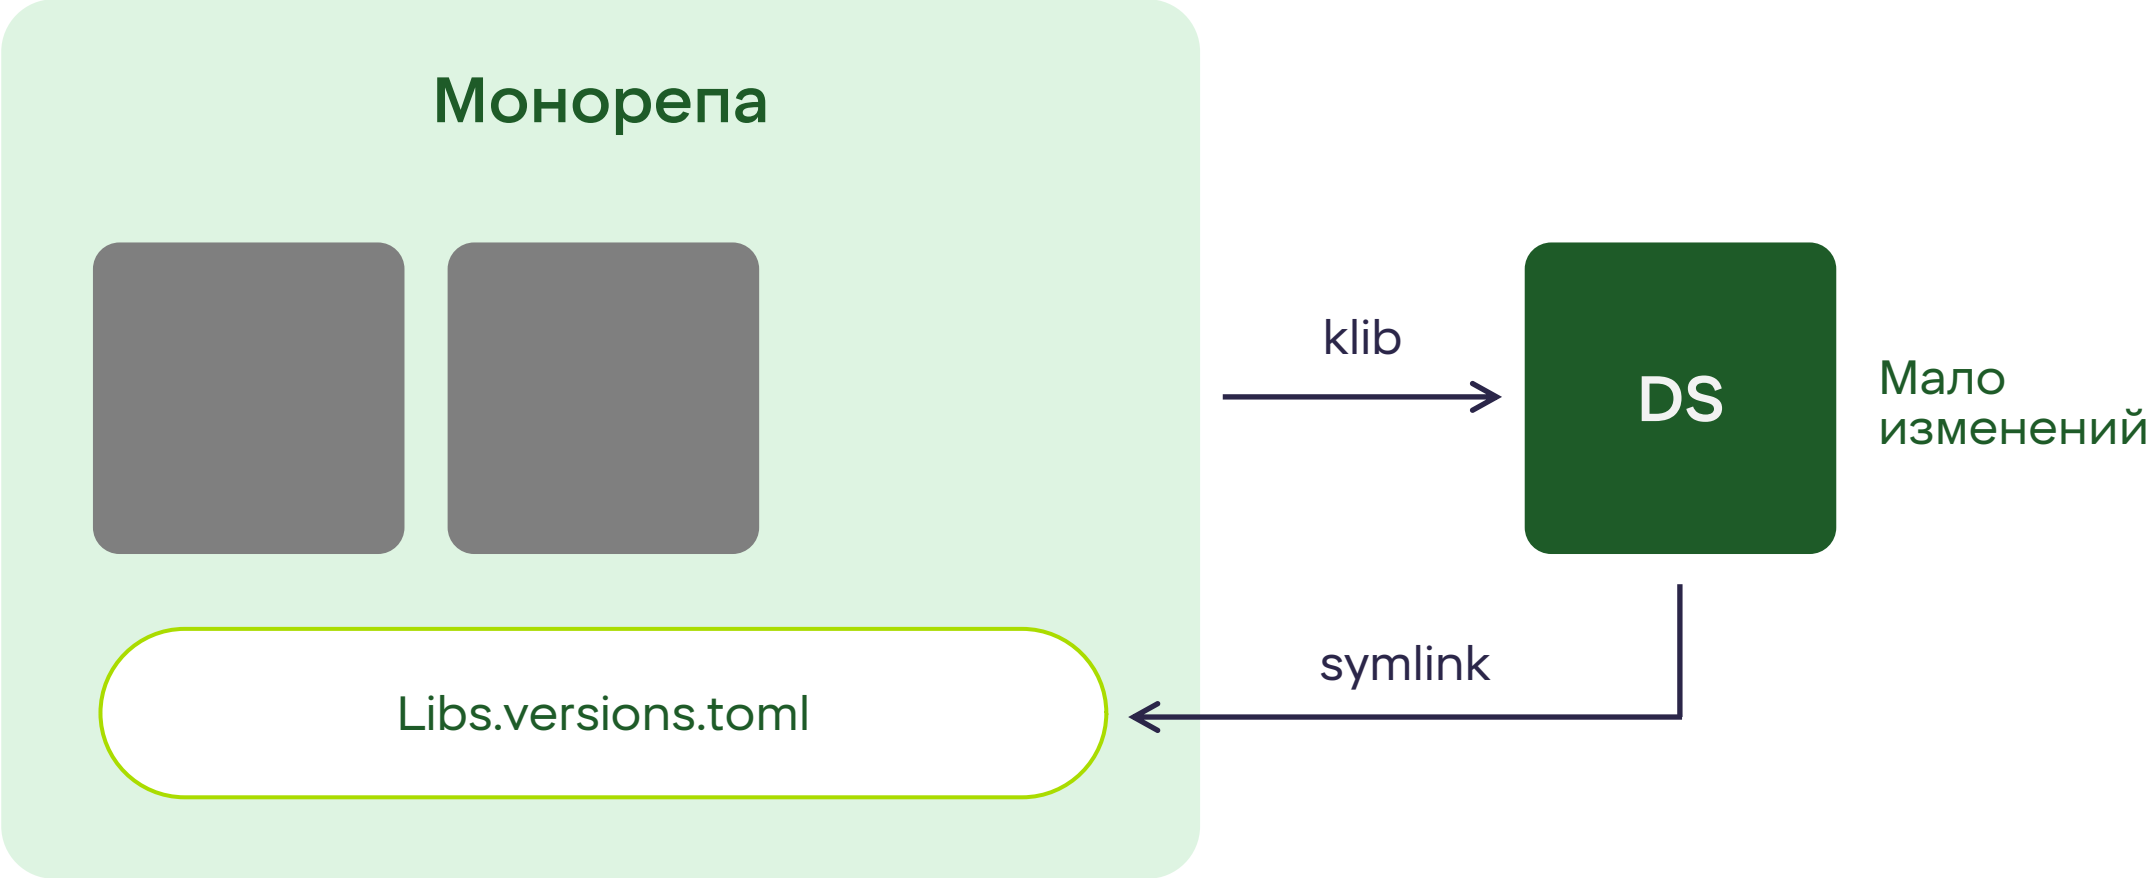 Монорепа
klib
DS
Мало
изменений
symlink
Libs.versions.toml